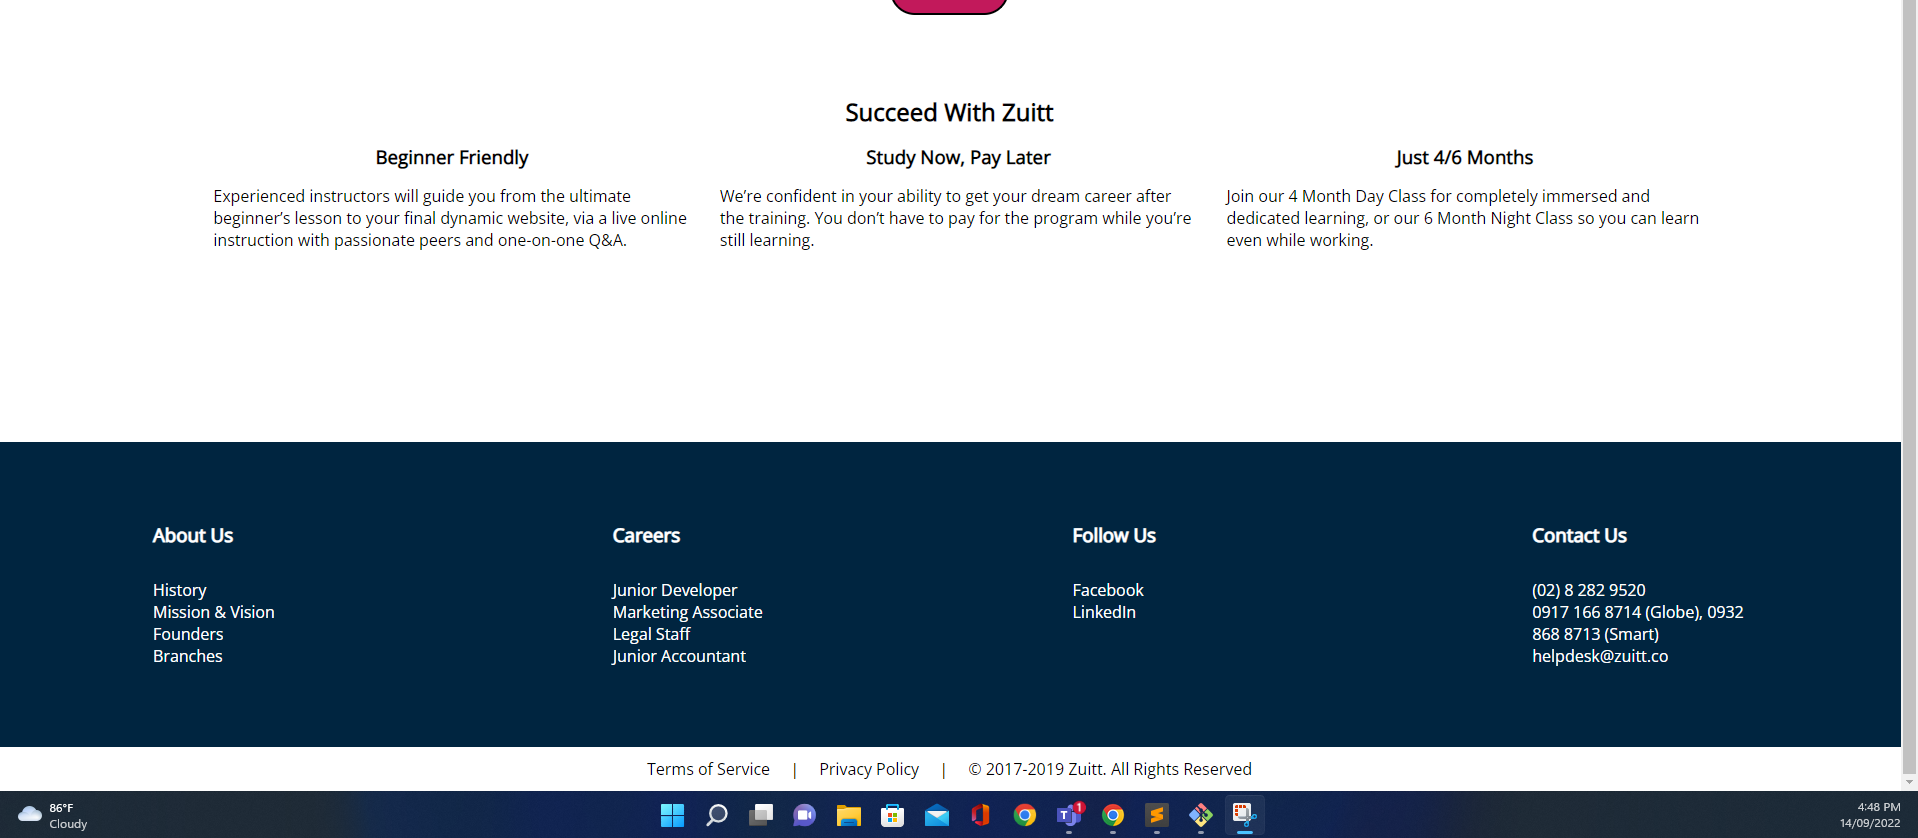 Succeed With Zuitt
Beginner Friendly
Experienced instructors will guide you from the ultimate
beginner’s lesson to your final dynamic website, via a live online
instruction with passionate peers and one-on-one Q&A.
Study Now, Pay Later
We’re confident in your ability to get your dream career after
the training. You don’t have to pay for the program while you’re
still learning.
Just 4/6 Months
Join our 4 Month Day Class for completely immersed and
dedicated learning, or our 6 Month Night Class so you can learn
even while working.
About Us
History
Mission & Vision
Founders
Branches
Careers
Junior Developer
Marketing Associate
Legal Staff
Junior Accountant
Follow Us
Facebook
LinkedIn
Contact Us
(02) 8 282 9520
0917 166 8714 (Globe), 0932
868 8713 (Smart)
helpdesk@zuitt.co
Terms of Service | Privacy Policy | © 2017-2019 Zuitt. All Rights Reserved
86°F
Cloudy
T
1
4:48 PM
14/09/2022